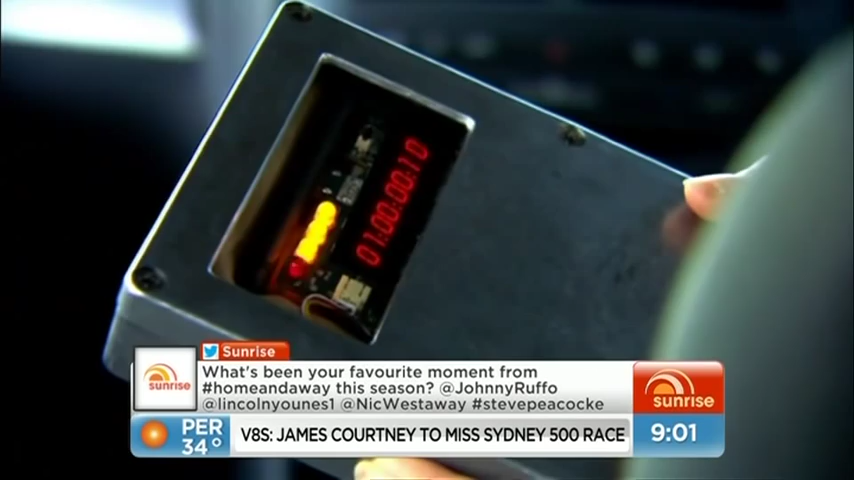 01:00:00:10
Sunrise
What's been your favourite moment from
#homeandaway this season? @JohnnyRuffo
@lincolnyounes1 @NicWestaway #stevepeacocke
sunrise
sunrise
PER
34°
V8S: JAMES COURTNEY TO MISS SYDNEY 500 RACE
9:01